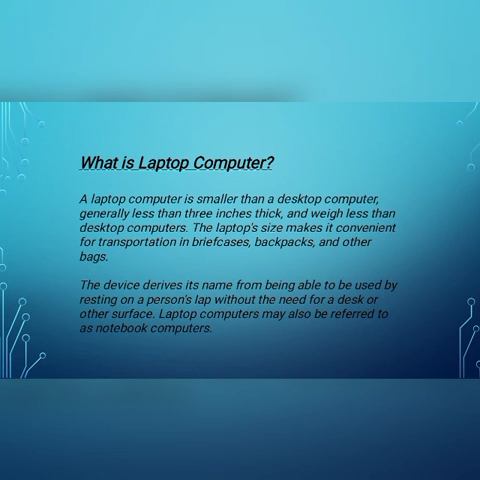 What is Laptop Computer?
A laptop computer is smaller than a desktop computer,
generally less than three inches thick, and weigh less than
desktop computers. The laptop's size makes it convenient
for transportation in briefcases, backpacks, and other
bags.
The device derives its name from being able to be used by
resting on a person's lap without the need for a desk or
other surface. Laptop computers may also be referred to
as notebook computers.